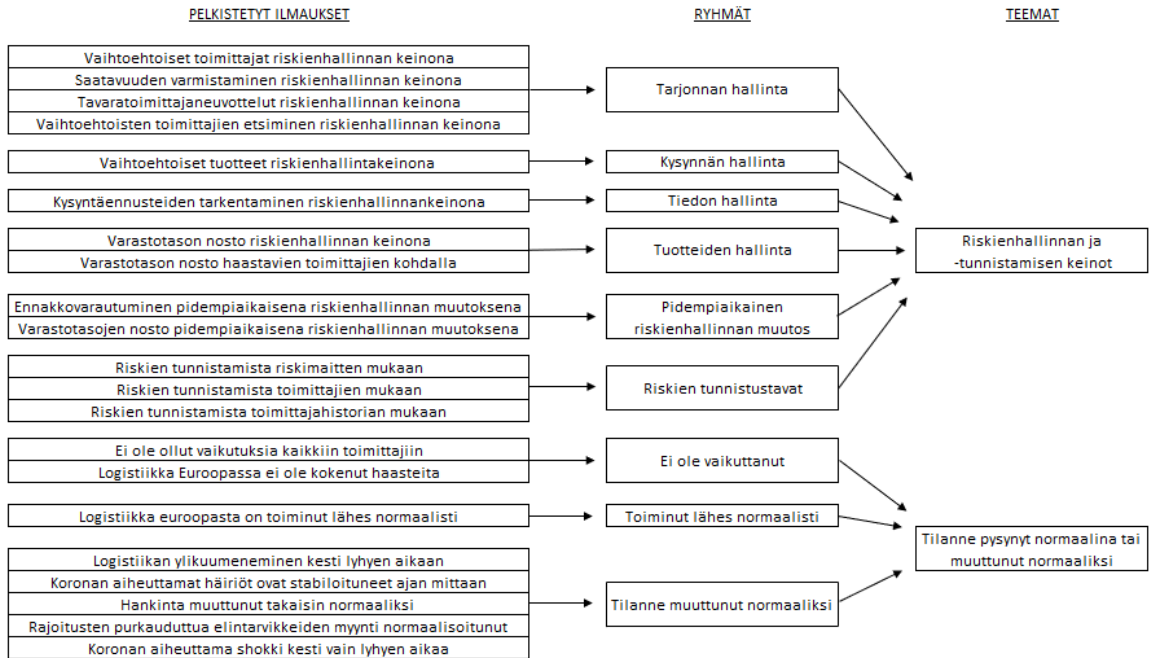 PELKISTETYT ILMAUKSET
RYHMÄT
TEEMAT
Vaihtoehtoiset toimittajat riskienhallinnan keinona
Saatavuuden varmistaminen riskienhallinnan keinona
Tavaratoimittajaneuvottelut riskienhallinnan keinona
Vaihtoehtoisten toimittajien etsiminen riskienhallinnan keinona
Tarjonnan hallinta
Vaihtoehtoiset tuotteet riskienhallintakeinona
Kysynnän hallinta
Kysyntäennusteiden tarkentaminen riskienhallinnankeinona
Tiedon hallinta
Varastotason nosto riskienhallinnan keinona
Varastotason nosto haastavien toimittajien kohdalla
Tuotteiden hallinta
Ennakkovarautuminen pidempiaikaisena riskienhallinnan muutoksena
Varastotasojen nosto pidempiaikaisena riskienhallinnan muutoksena
Pidempiaikainen
riskienhallinnan muutos
Riskien tunnistamista riskimaitten mukaan
Riskien tunnistamista toimittajien mukaan
Riskien tunnistamista toimittajahistorian mukaan
Riskien tunnistustavat
Riskienhallinnan ja
-tunnistamisen keinot
Ei ole ollut vaikutuksia kaikkiin toimittajiin
Logistiikka Euroopassa ei ole kokenut haasteita
Ei ole vaikuttanut
Logistiikka euroopasta on toiminut lähes normaalisti
Toiminut lähes normaalisti
Logistiikan ylikuumeneminen kesti lyhyen aikaan
Koronan aiheuttamat häiriöt ovat stabiloituneet ajan mittaan
Hankinta muuttunut takaisin normaaliksi
Rajoitusten purkauduttua elintarvikkeiden myynti normaalisoitunut
Koronan aiheuttama shokki kesti vain lyhyen aikaa
Tilanne muuttunut normaaliksi
Tilanne pysynyt normaalina tai
muuttunut normaaliksi